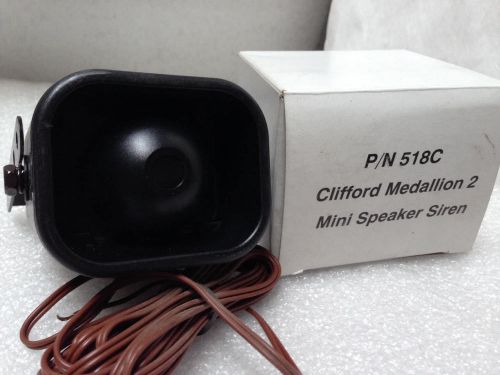 P/N 518C
Clifford Medallion 2
Mini Speaker Siren